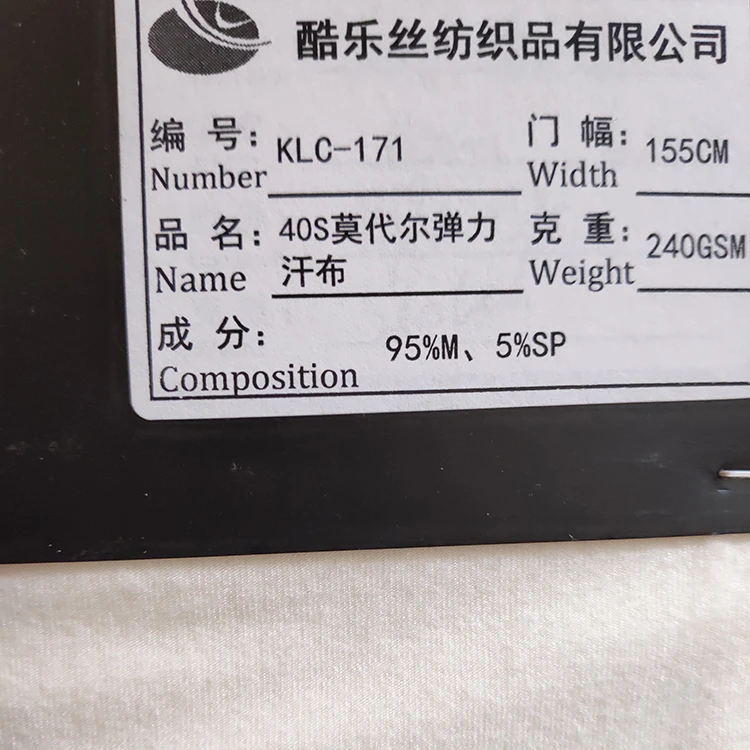 酷乐丝纺织品有限公司
编 号: KLC-171 门 幅: 155CM
Number Width
品 名: 40S莫代尔弹力 克 重: 240GSM
Name 汗布 Weight
成 分: 95%M、5%SP
Composition